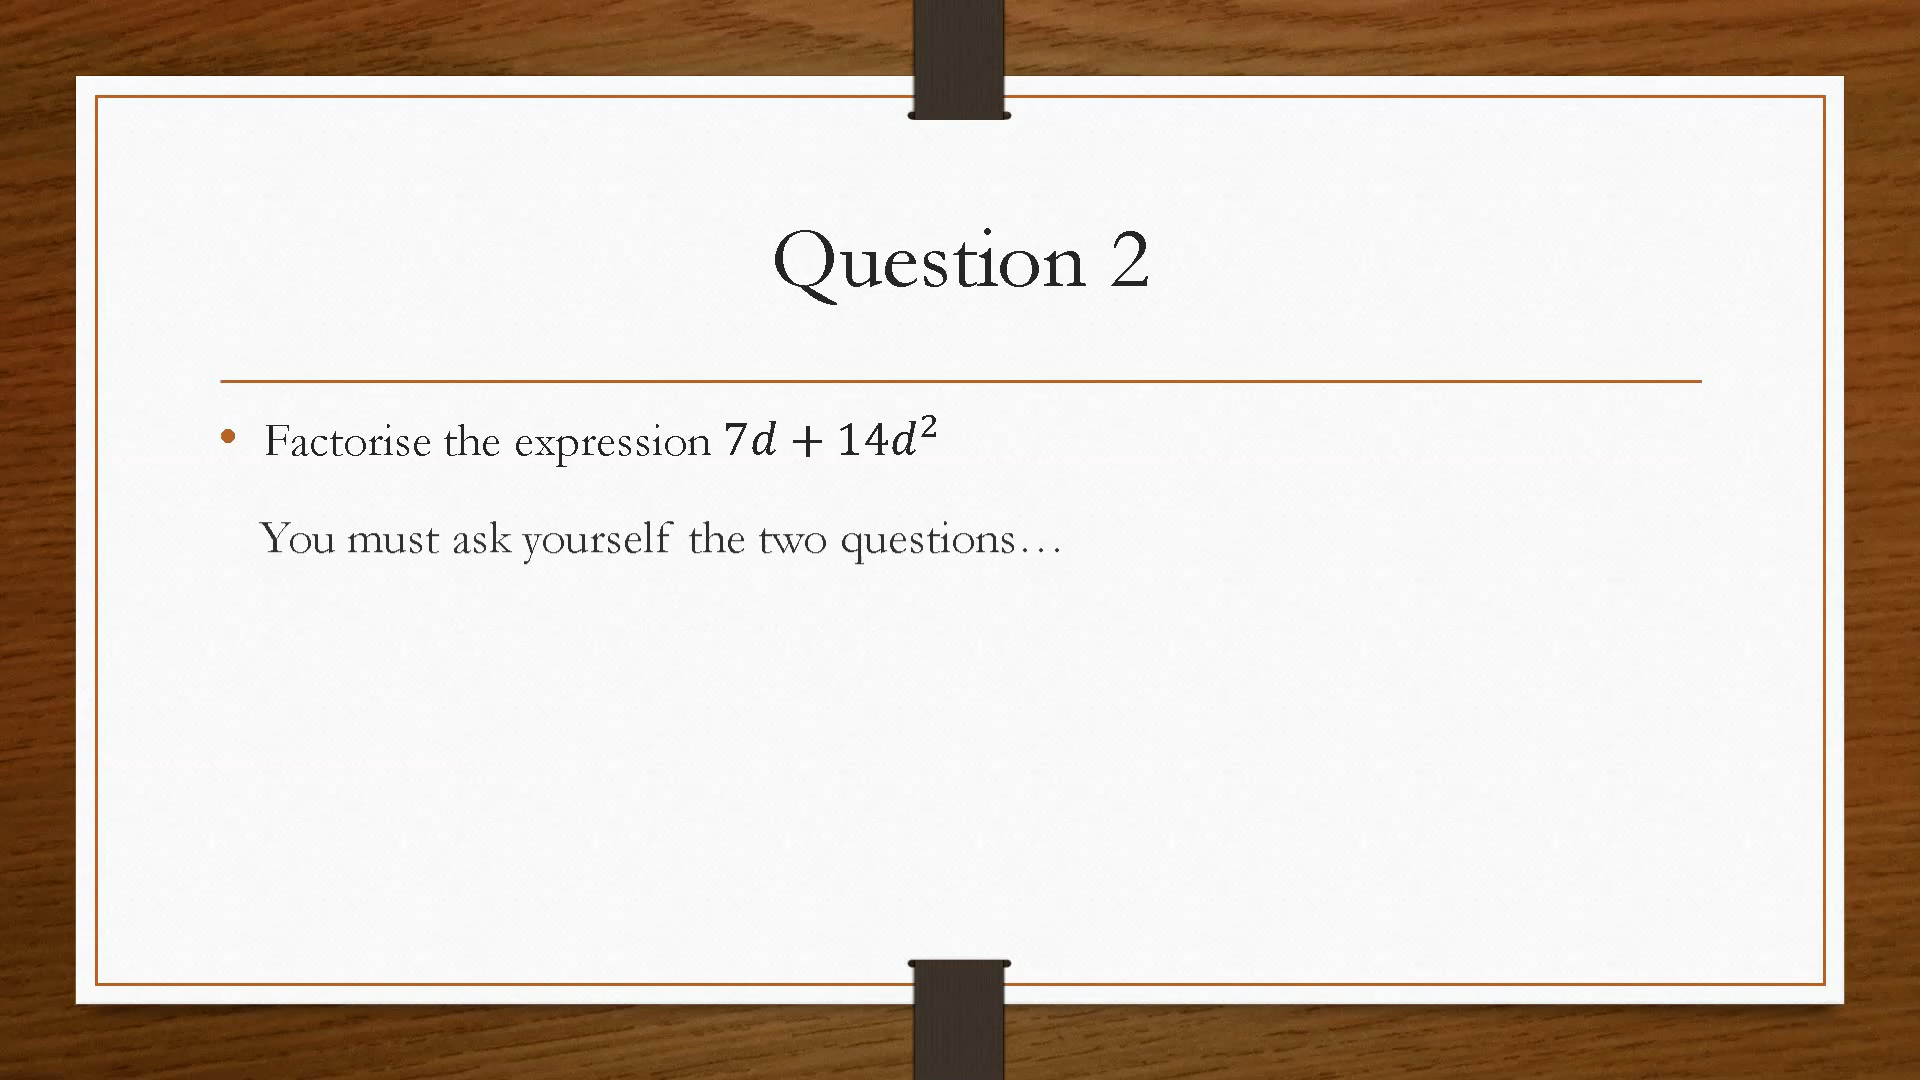 Question 2
• Factorise the expression 7d + 14d²
You must ask yourself the two questions…